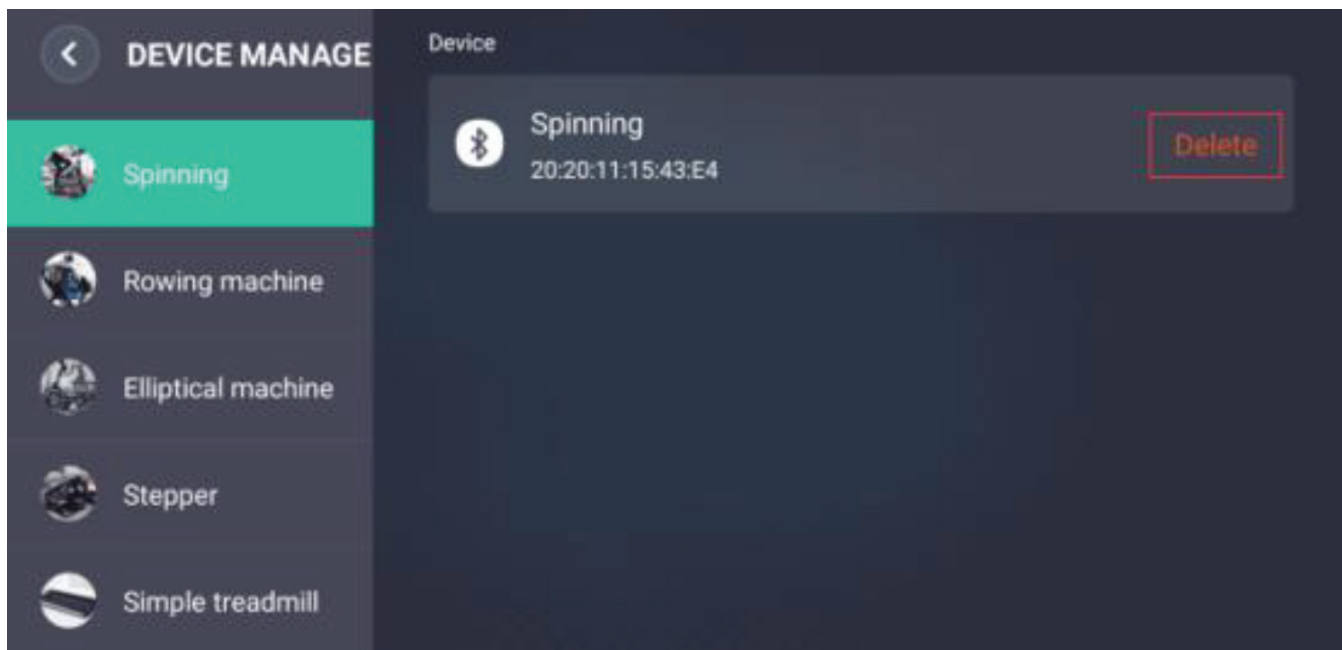 DEVICE MANAGE
Spinning
Rowing machine
Elliptical machine
Stepper
Simple treadmill
Device
Spinning
20:20:11:15:43:E4
Delete